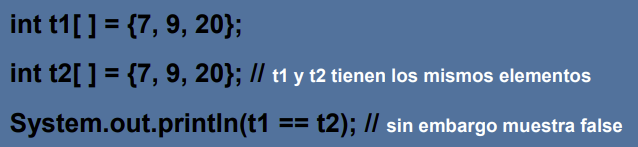 int t1[ ] = {7, 9, 20};
int t2[ ] = {7, 9, 20}; // t1 y t2 tienen los mismos elementos
System.out.println(t1 == t2); // sin embargo muestra false